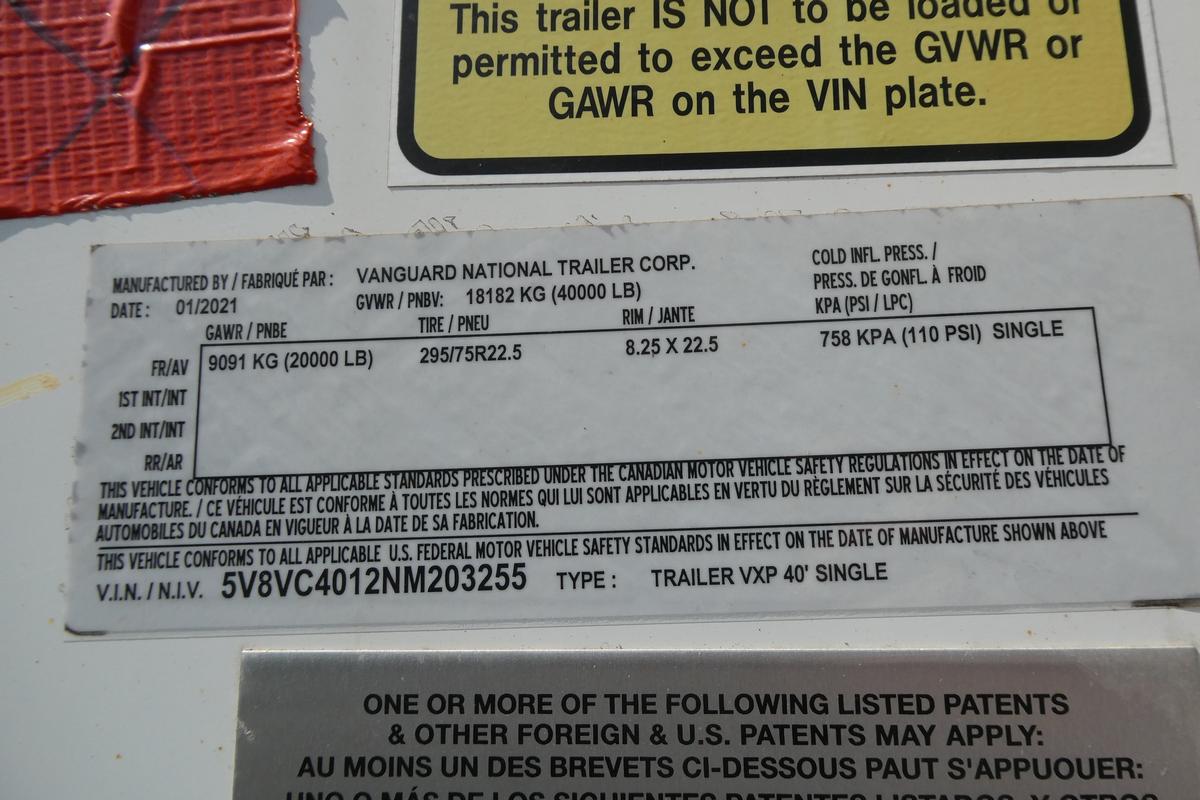 This trailer IS NOT to be loaded or
permitted to exceed the GVWR or
GAWR on the VIN plate.
MANUFACTURED BY / FABRIQUÉ PAR : VANGUARD NATIONAL TRAILER CORP.
DATE : 01/2021 GVWR / PNBV: 18182 KG (40000 LB)
COLD INFL. PRESS. /
PRESS. DE GONFL. À FROID
KPA (PSI / LPC)
GAWR / PNBE TIRE / PNEU RIM / JANTE
FR/AV 9091 KG (20000 LB) 295/75R22.5 8.25 X 22.5 758 KPA (110 PSI) SINGLE
1ST INT/INT
2ND INT/INT
RR/AR
THIS VEHICLE CONFORMS TO ALL APPLICABLE STANDARDS PRESCRIBED UNDER THE CANADIAN MOTOR VEHICLE SAFETY REGULATIONS IN EFFECT ON THE DATE OF
MANUFACTURE. / CE VÉHICULE EST CONFORME À TOUTES LES NORMES QUI LUI SONT APPLICABLES EN VERTU DU RÈGLEMENT SUR LA SÉCURITÉ DES VÉHICULES
AUTOMOBILES DU CANADA EN VIGUEUR À LA DATE DE SA FABRICATION.
THIS VEHICLE CONFORMS TO ALL APPLICABLE U.S. FEDERAL MOTOR VEHICLE SAFETY STANDARDS IN EFFECT ON THE DATE OF MANUFACTURE SHOWN ABOVE
V.I.N. / N.I.V. 5V8VC4012NM203255 TYPE : TRAILER VXP 40' SINGLE
ONE OR MORE OF THE FOLLOWING LISTED PATENTS
& OTHER FOREIGN & U.S. PATENTS MAY APPLY:
AU MOINS UN DES BREVETS CI-DESSOUS PAUT S'APPUOUER:
UNO O MÁS DE LOS SIGUIENTES PATENTES LISTADOS, Y OTROS